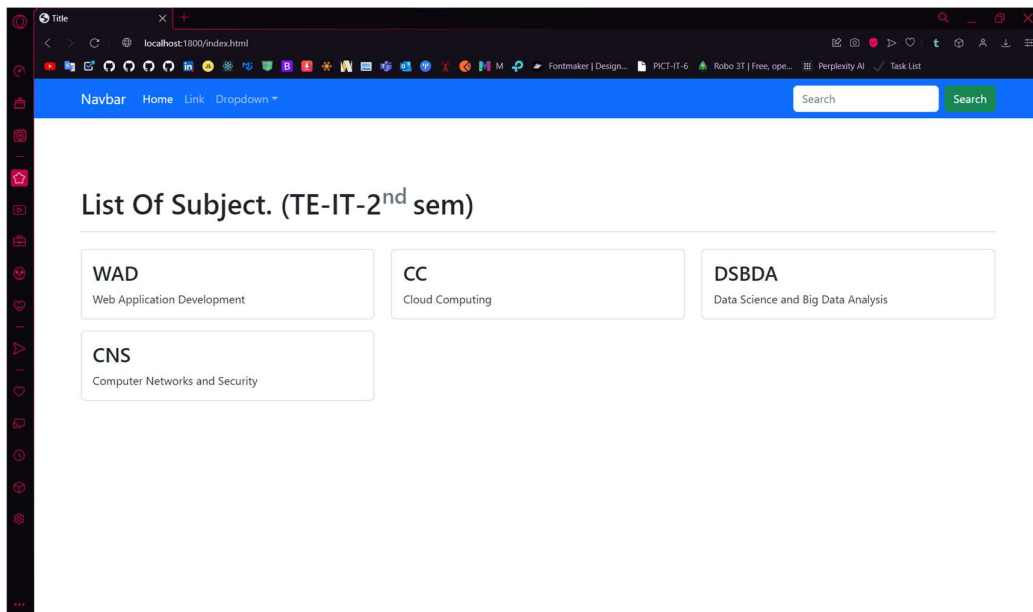 Title
localhost:1800/index.html
M Fontmaker | Design... PICT-IT-6 Robo 3T | Free, ope... Perplexity AI Task List
Navbar Home Link Dropdown Search Search
List Of Subject. (TE-IT-2nd sem)
WAD CC DSBDA
Web Application Development Cloud Computing Data Science and Big Data Analysis
CNS
Computer Networks and Security